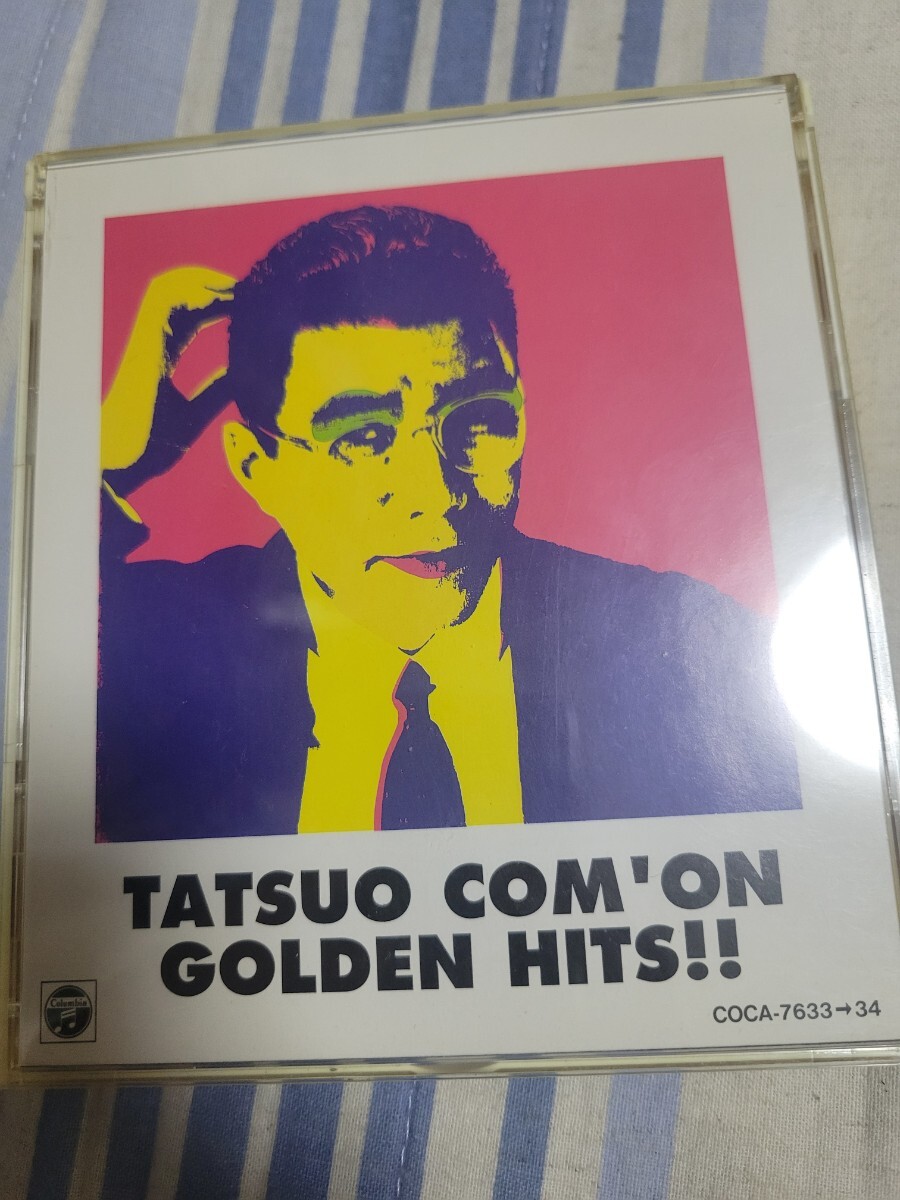 TATSUO COM'ON
GOLDEN HITS!!
Columbia
COCA-7633→34